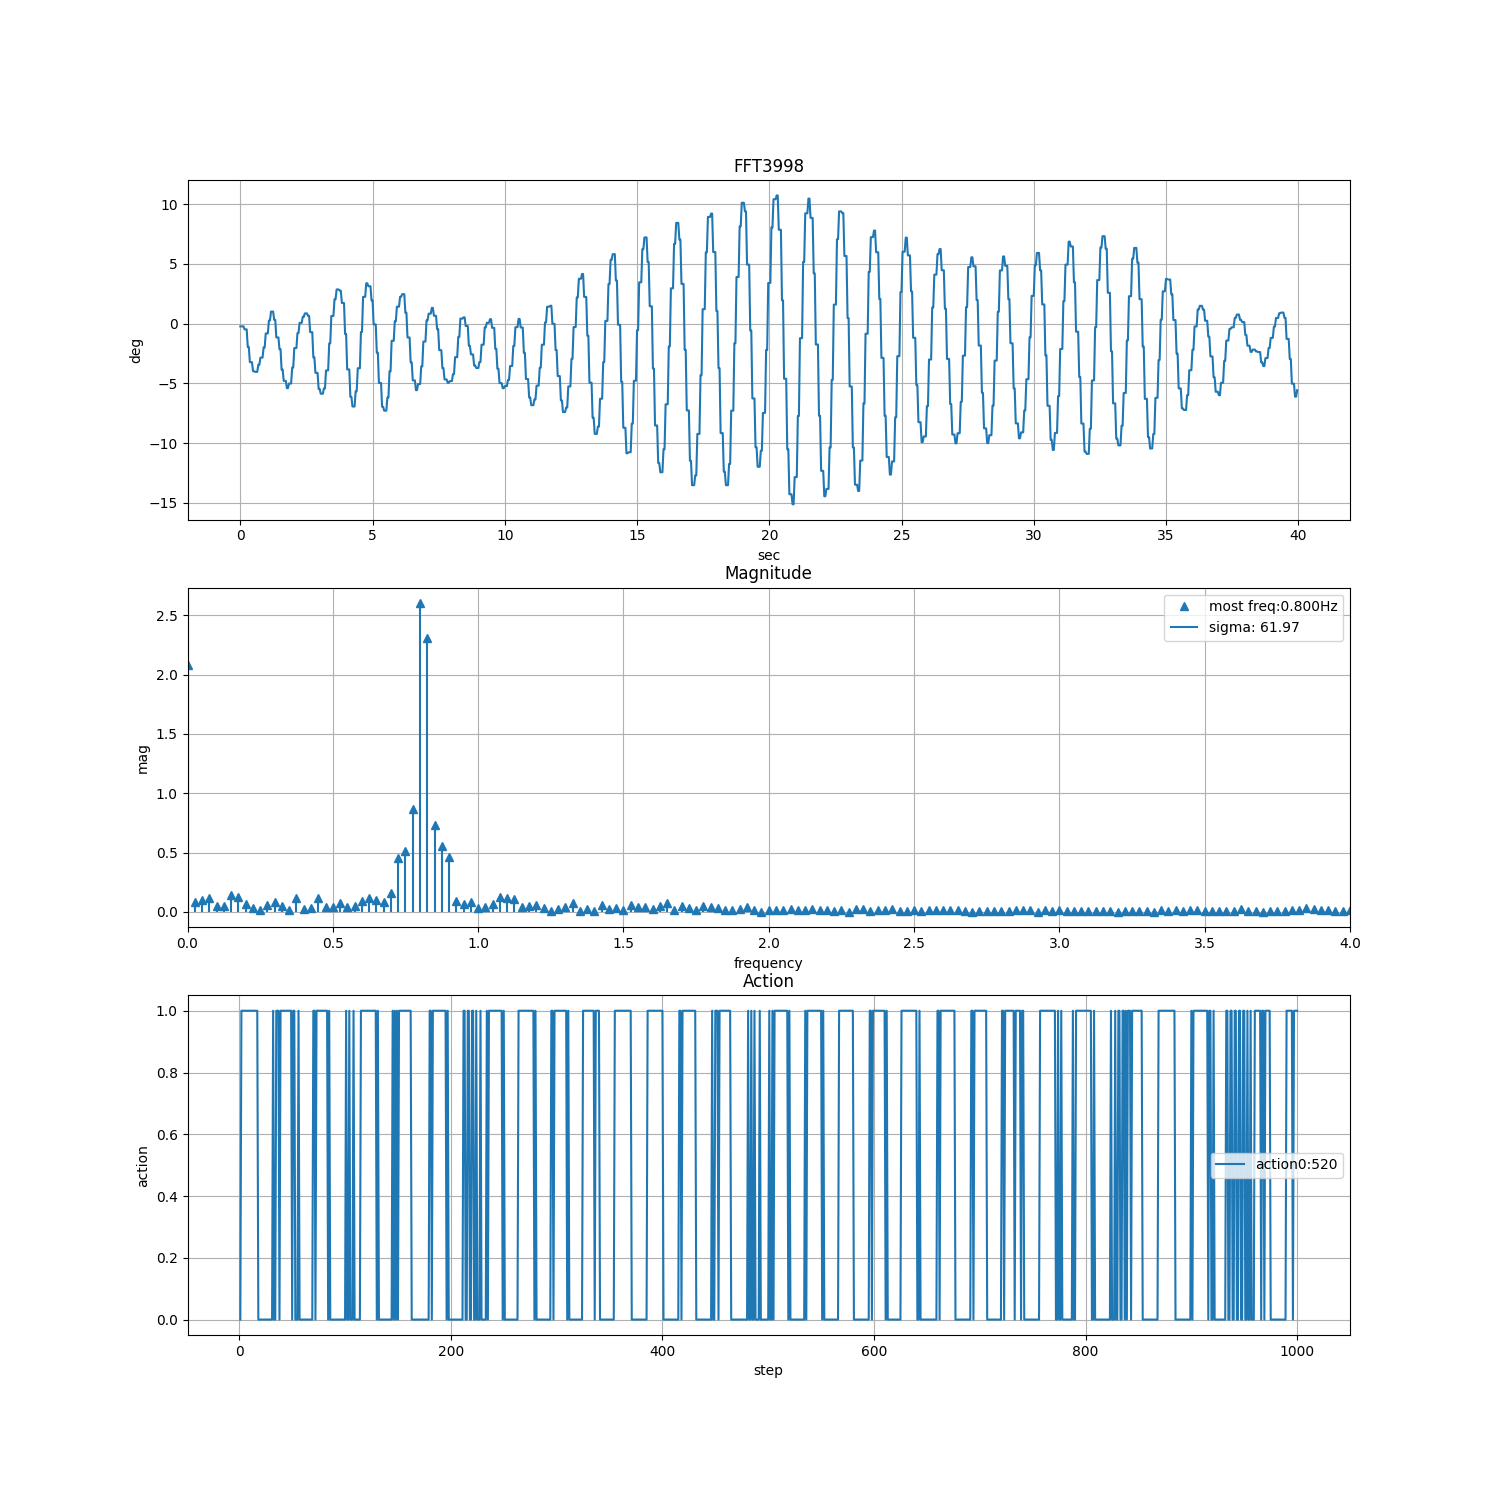 FFT3998
10
5
0
−5
−10
−15
deg
0 5 10 15 20 25 30 35 40
sec
Magnitude
2.5
2.0
1.5
1.0
0.5
0.0
mag
most freq:0.800Hz
sigma: 61.97
0.0 0.5 1.0 1.5 2.0 2.5 3.0 3.5 4.0
frequency
Action
1.0
0.8
0.6
0.4
0.2
0.0
action
action0:520
0 200 400 600 800 1000
step